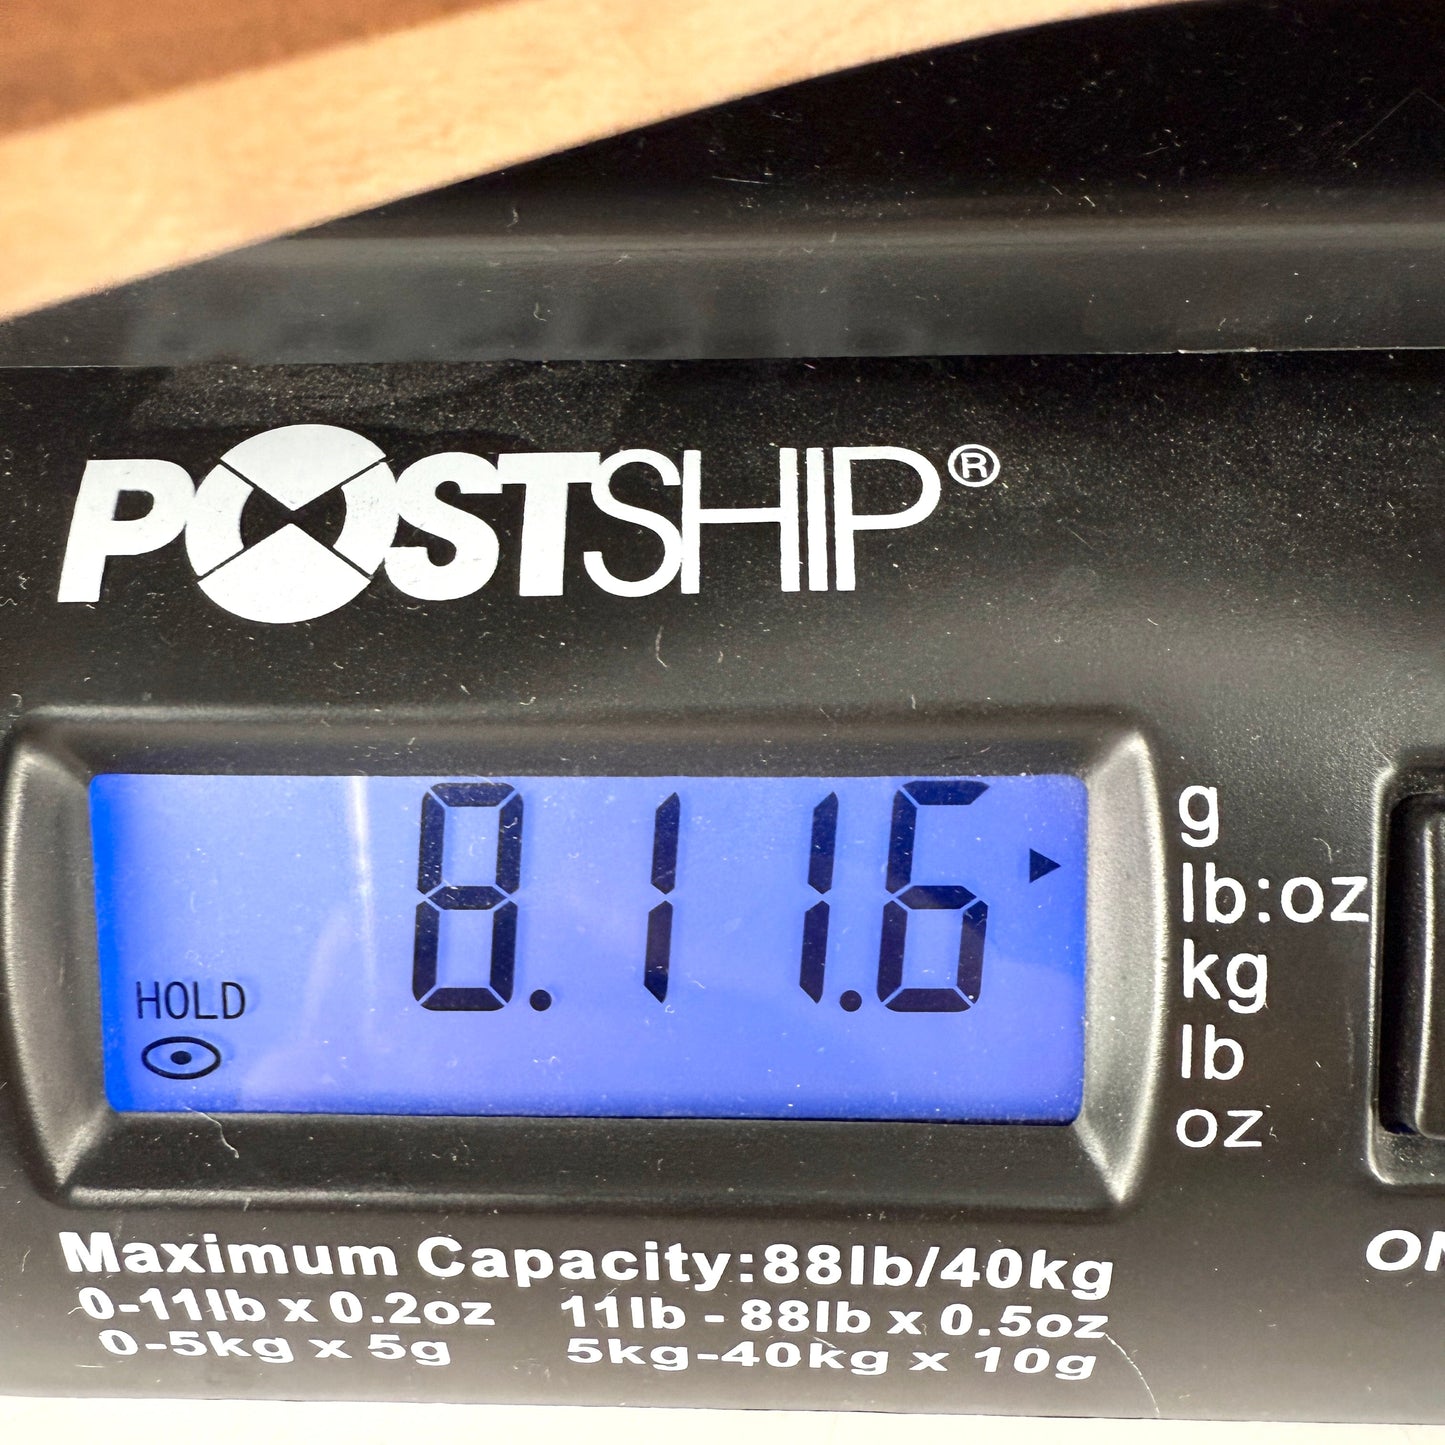 POSTSHIP®
8.11.6
HOLD
g
lb:oz
kg
lb
oz
Maximum Capacity:88lb/40kg
0-11lb x 0.2oz 11lb - 88lb x 0.5oz
0-5kg x 5g 5kg-40kg x 10g